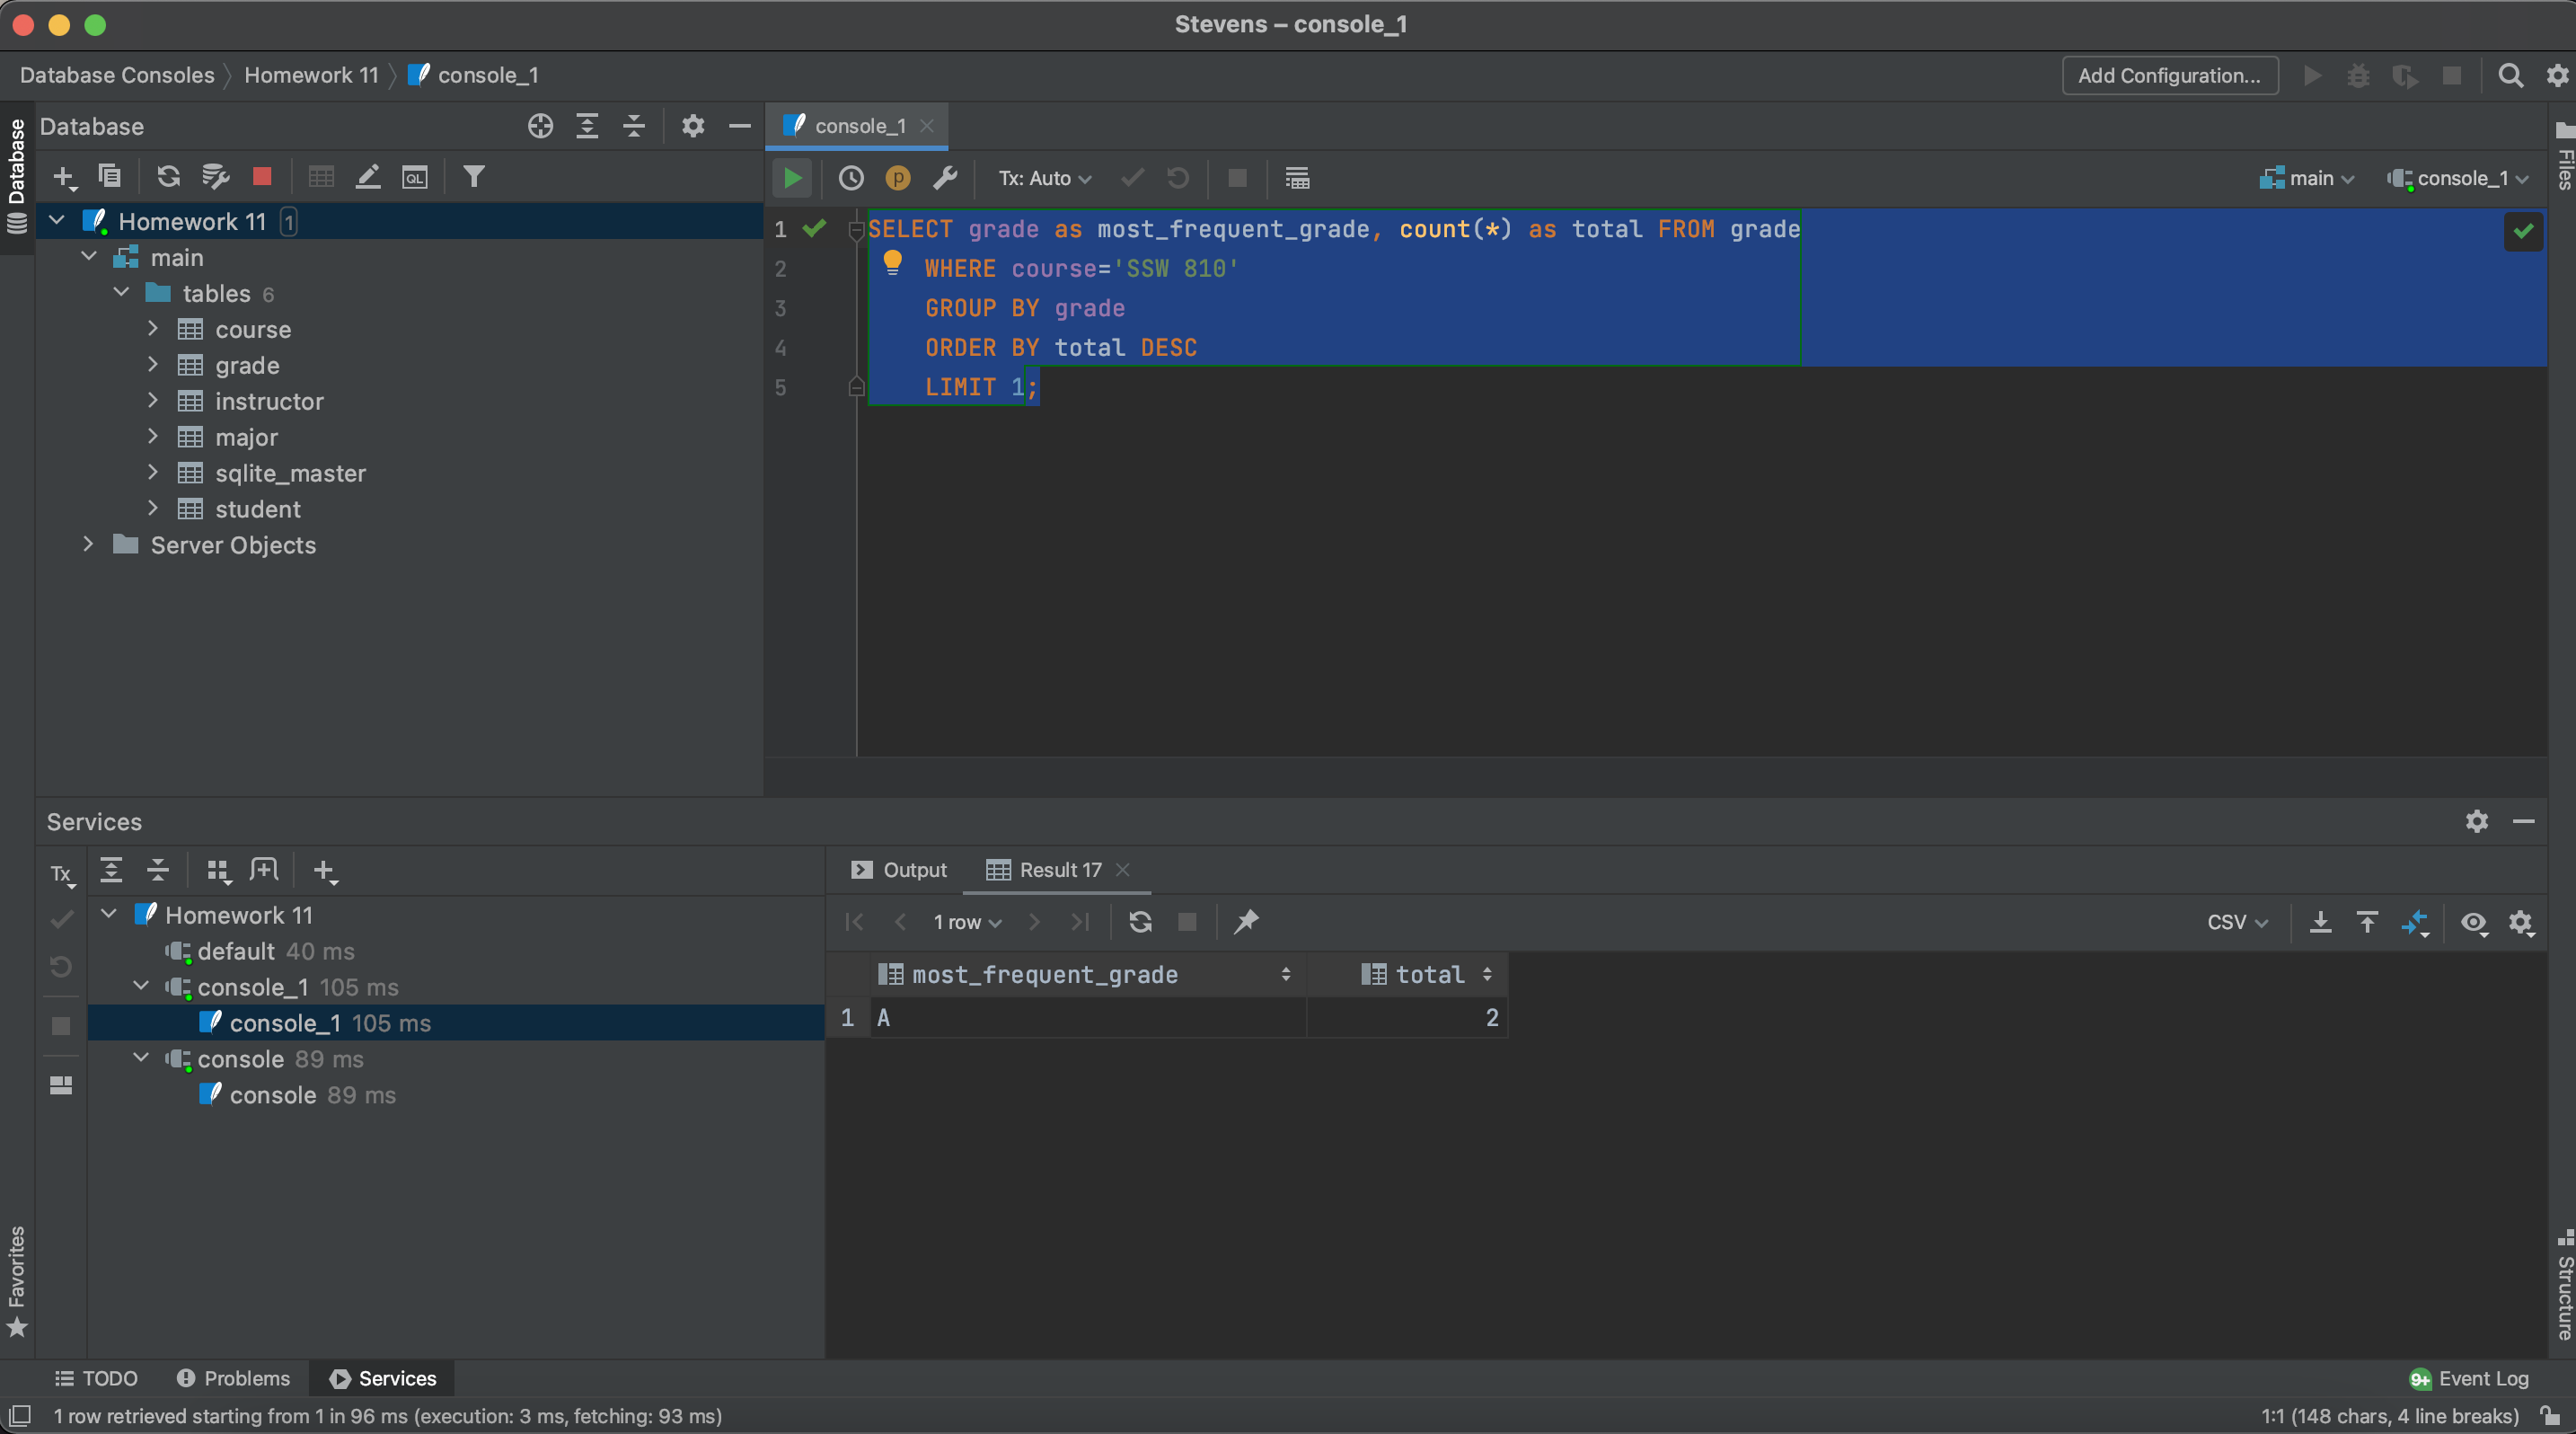 Stevens – console_1
Database Consoles
Homework 11
console_1
Add Configuration...
Database
Database
Homework 11 1
main
tables 6
course
grade
instructor
major
sqlite_master
student
Server Objects
console_1
Tx: Auto
main
console_1
Files
1 SELECT grade as most_frequent_grade, count(*) as total FROM grade
2 WHERE course='SSW 810'
3 GROUP BY grade
4 ORDER BY total DESC
5 LIMIT 1;
Services
Tx
Homework 11
default 40 ms
console_1 105 ms
console_1 105 ms
console 89 ms
console 89 ms
Output
Result 17
1 row
CSV
most_frequent_grade total
1 A 2
Favorites
Structure
TODO
Problems
Services
9+ Event Log
1 row retrieved starting from 1 in 96 ms (execution: 3 ms, fetching: 93 ms)
1:1 (148 chars, 4 line breaks)